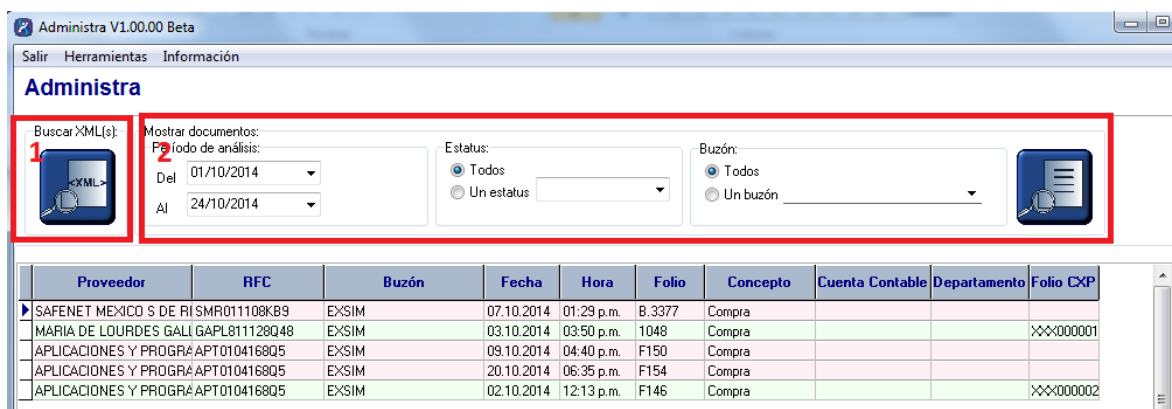 Administra V1.00.00 Beta
Salir Herramientas Información
Administra
Buscar XML(s):
1
<XML>
Mostrar documentos:
2
Período de análisis:
Del 01/10/2014
Al 24/10/2014
Estatus:
Todos
Un estatus
Buzón:
Todos
Un buzón
Proveedor RFC Buzón Fecha Hora Folio Concepto Cuenta Contable Departamento Folio CXP
SAFENET MEXICO S DE RI SMR011108KB9 EXSIM 07.10.2014 01:29 p.m. B.3377 Compra
MARIA DE LOURDES GALL GAPL811128Q48 EXSIM 03.10.2014 03:50 p.m. 1048 Compra XXX000001
APLICACIONES Y PROGRA APT0104168Q5 EXSIM 09.10.2014 04:40 p.m. F150 Compra
APLICACIONES Y PROGRA APT0104168Q5 EXSIM 20.10.2014 06:35 p.m. F154 Compra
APLICACIONES Y PROGRA APT0104168Q5 EXSIM 02.10.2014 12:13 p.m. F146 Compra XXX000002